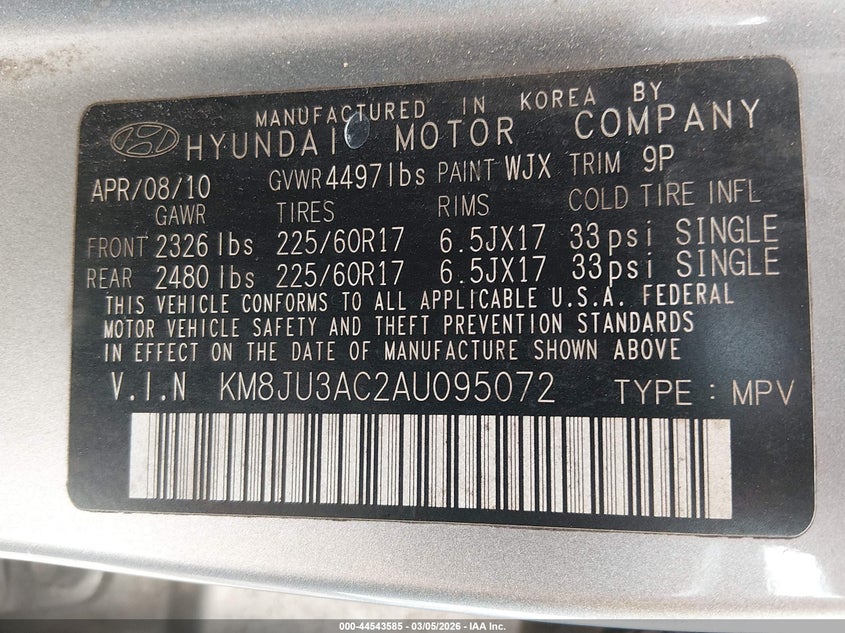 MANUFACTURED IN KOREA BY
HYUNDAI MOTOR COMPANY
APR/08/10 GVWR 4497lbs PAINT WJX TRIM 9P
GAWR TIRES RIMS COLD TIRE INFL
FRONT 2326 lbs 225/60R17 6.5JX17 33psi SINGLE
REAR 2480 lbs 225/60R17 6.5JX17 33psi SINGLE
THIS VEHICLE CONFORMS TO ALL APPLICABLE U.S.A. FEDERAL
MOTOR VEHICLE SAFETY AND THEFT PREVENTION STANDARDS
IN EFFECT ON THE DATE OF MANUFACTURE SHOWN ABOVE
V.I.N KM8JU3AC2AU095072 TYPE : MPV
000-44543585 - 03/05/2026 - IAA Inc.